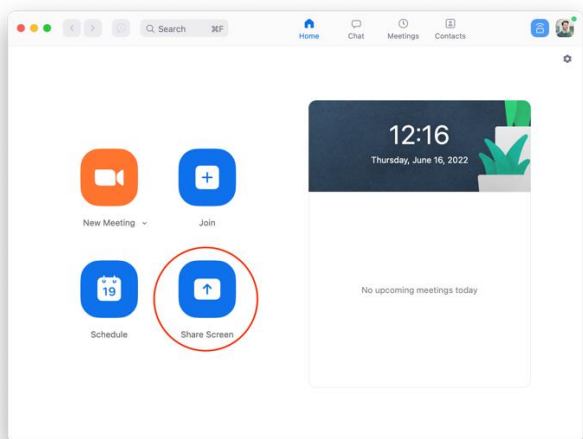 Search ⌘F
Home
Chat
Meetings
Contacts
12:16
Thursday, June 16, 2022
New Meeting
Join
19
Schedule
Share Screen
No upcoming meetings today